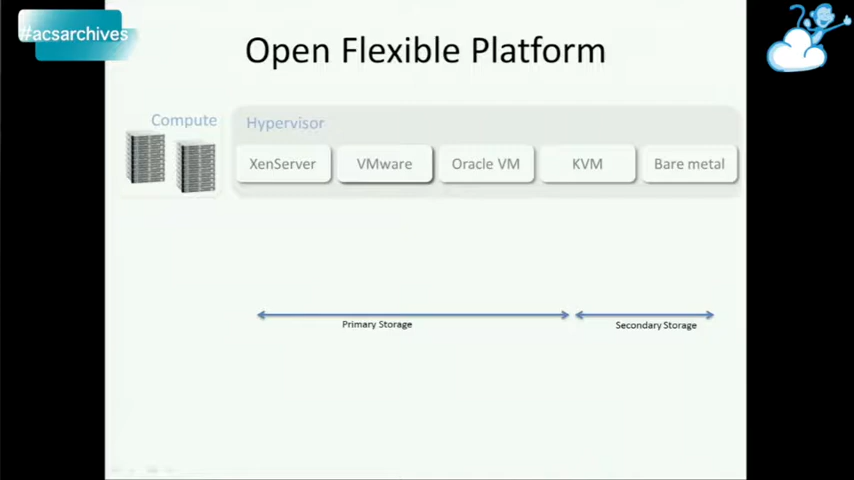 #acsarchives
Open Flexible Platform
Compute
Hypervisor
XenServer
VMware
Oracle VM
KVM
Bare metal
Primary Storage
Secondary Storage